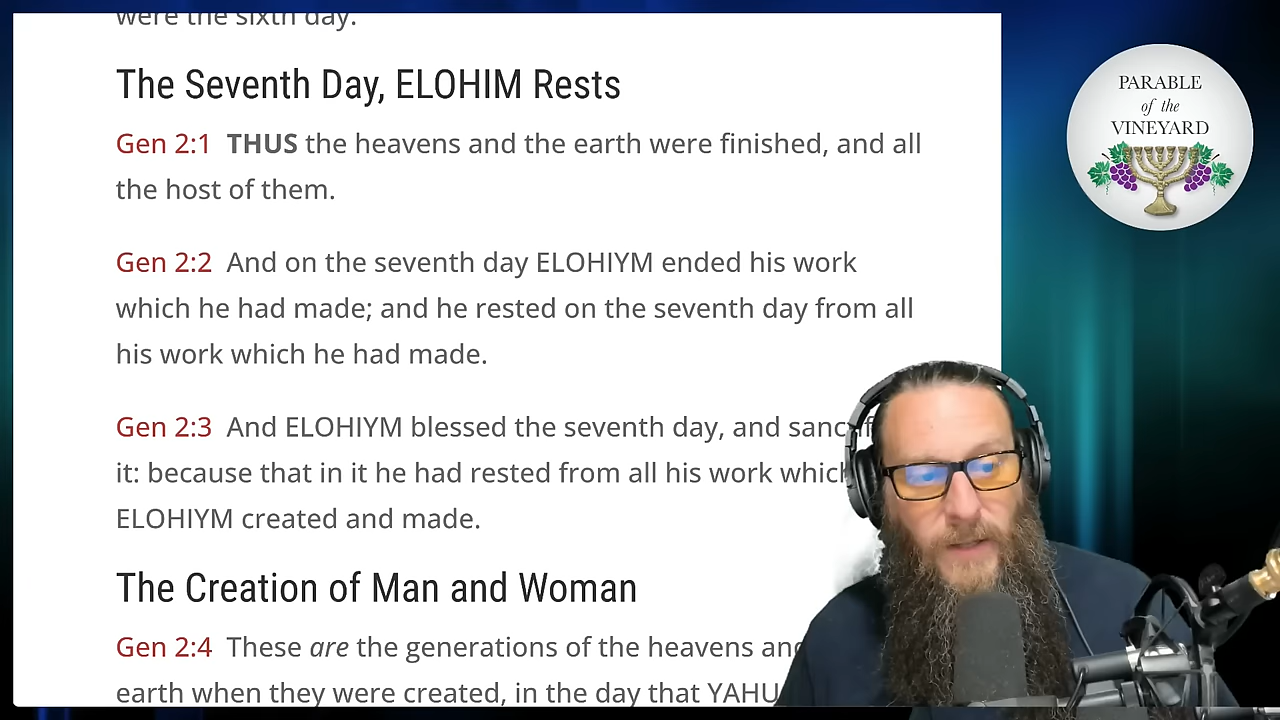 were the sixth day.
The Seventh Day, ELOHIM Rests
Gen 2:1 THUS the heavens and the earth were finished, and all
the host of them.
Gen 2:2 And on the seventh day ELOHIYM ended his work
which he had made; and he rested on the seventh day from all
his work which he had made.
Gen 2:3 And ELOHIYM blessed the seventh day, and
it: because that in it he had rested from all his work which
ELOHIYM created and made.
The Creation of Man and Woman
Gen 2:4 These are the generations of the heavens and
earth when they were created, in the day that
PARABLE
of the
VINEYARD